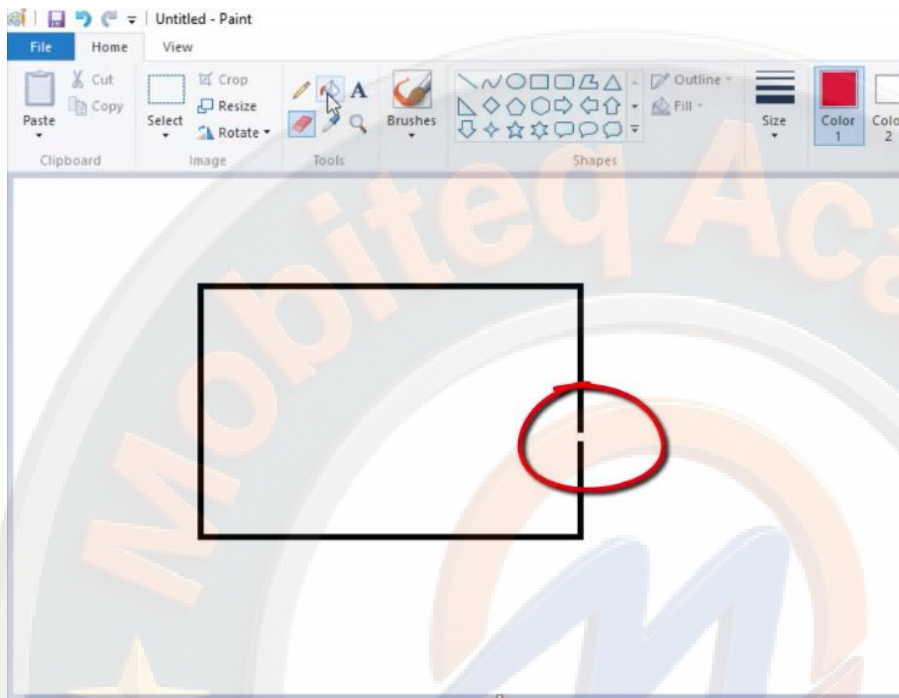 Untitled - Paint
File Home View
Cut
Copy
Paste
Clipboard
Select
Crop
Resize
Rotate
Image
A
Tools
Brushes
Shapes
Outline
Fill
Size
Color
1
Colo
2
Mobiteq Aca